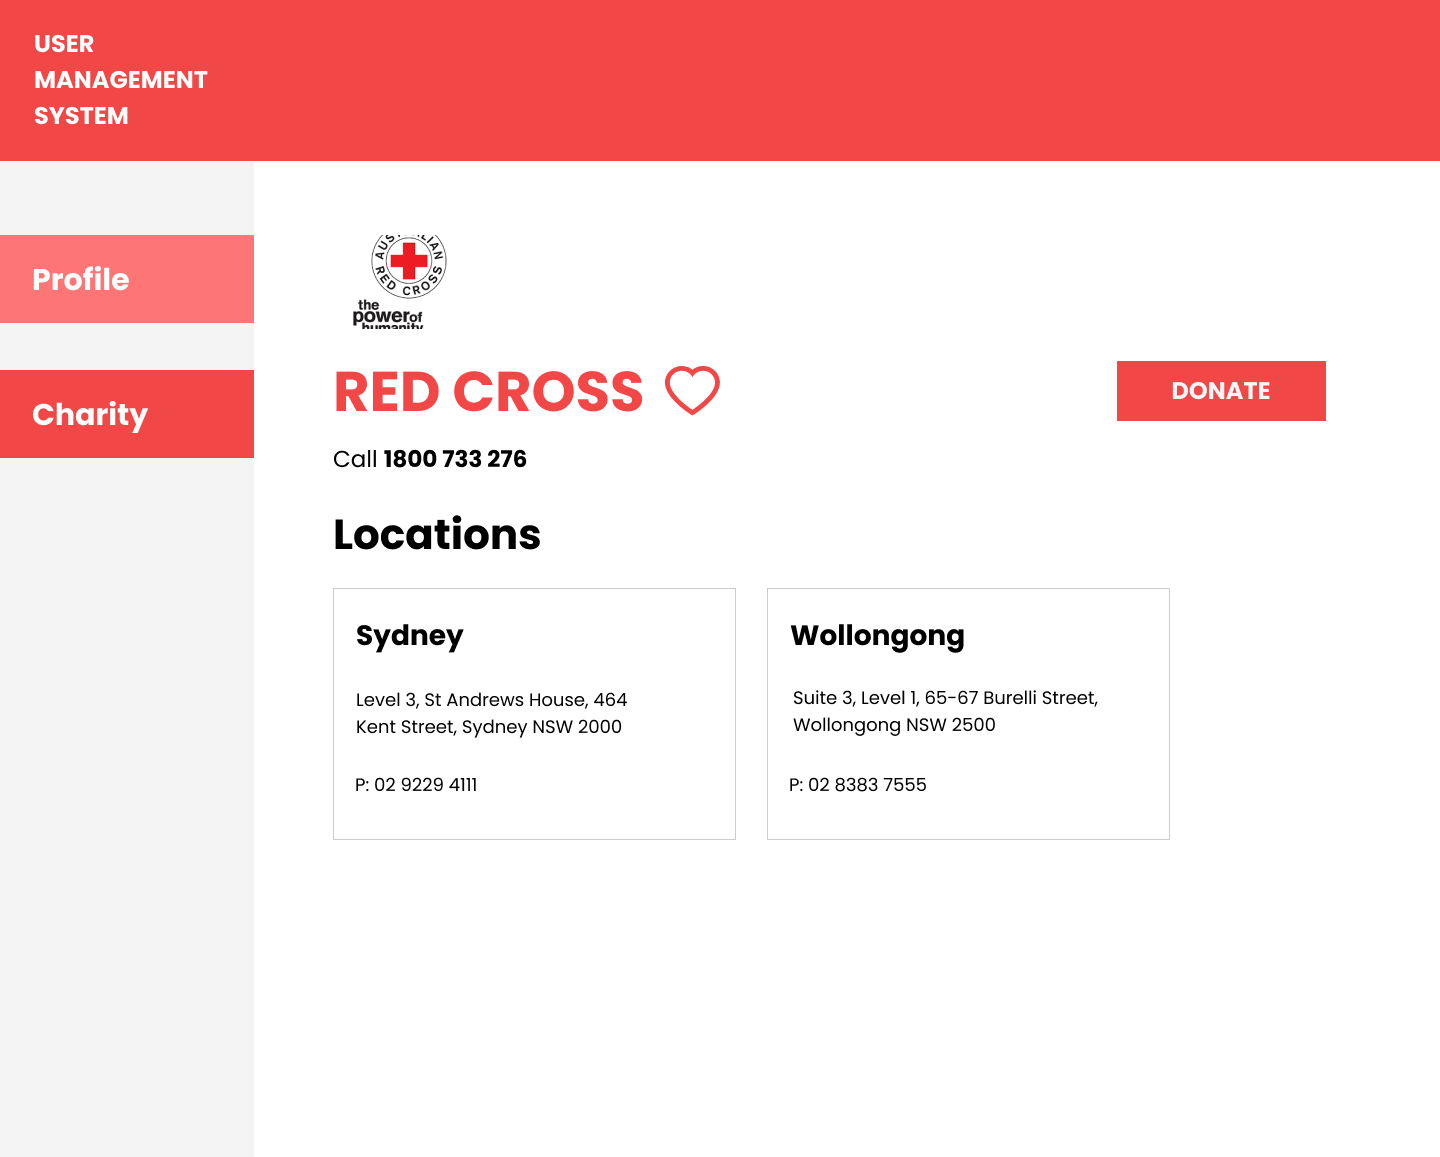 USER
MANAGEMENT
SYSTEM
Profile
Charity
AUSTRALIAN
RED CROSS
the
power of
humanity
RED CROSS
DONATE
Call 1800 733 276
Locations
Sydney
Level 3, St Andrews House, 464
Kent Street, Sydney NSW 2000
P: 02 9229 4111
Wollongong
Suite 3, Level 1, 65-67 Burelli Street,
Wollongong NSW 2500
P: 02 8383 7555